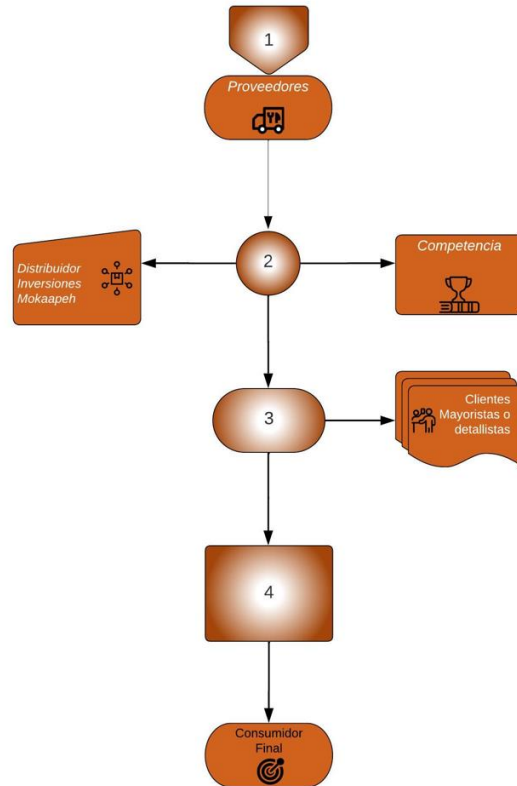 1
Proveedores
2
Distribuidor
Inversiones
Mokaapeh
Competencia
3
Clientes
Mayoristas o
detallistas
4
Consumidor
Final